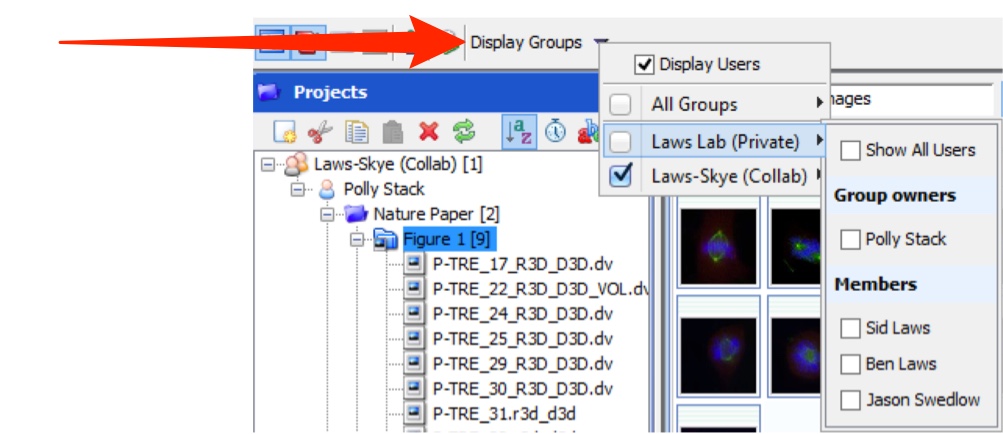 Display Groups
Display Users
Projects
All Groups
Laws Lab (Private)
Laws-Skye (Collab)
Show All Users
Group owners
Polly Stack
Members
Sid Laws
Ben Laws
Jason Swedlow
Laws-Skye (Collab) [1]
Polly Stack
Nature Paper [2]
Figure 1 [9]
P-TRE_17_R3D_D3D.dv
P-TRE_22_R3D_D3D_VOL.dv
P-TRE_24_R3D_D3D.dv
P-TRE_25_R3D_D3D.dv
P-TRE_29_R3D_D3D.dv
P-TRE_30_R3D_D3D.dv
P-TRE_31.r3d_d3d